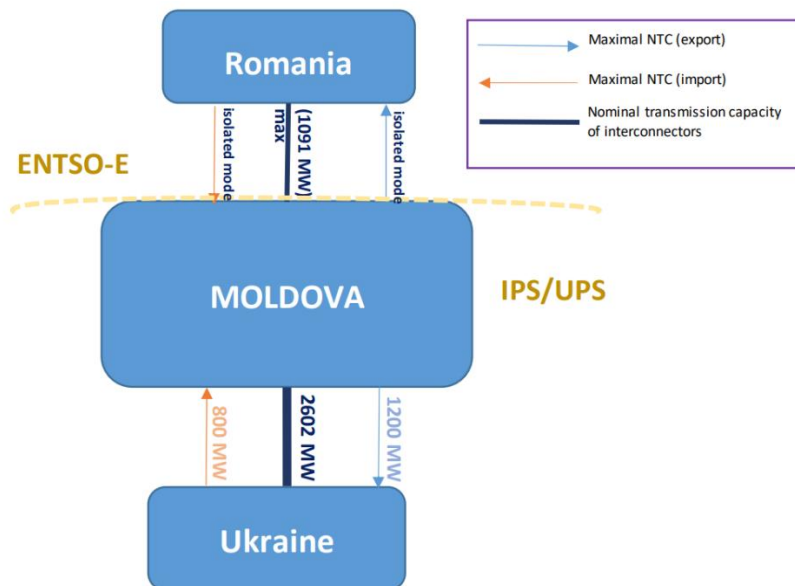 Romania
Maximal NTC (export)
Maximal NTC (import)
Nominal transmission capacity
of interconnectors
isolated mode
(1091 MW)
max
isolated mode
ENTSO-E
MOLDOVA
IPS/UPS
800 MW
2602 MW
1200 MW
Ukraine